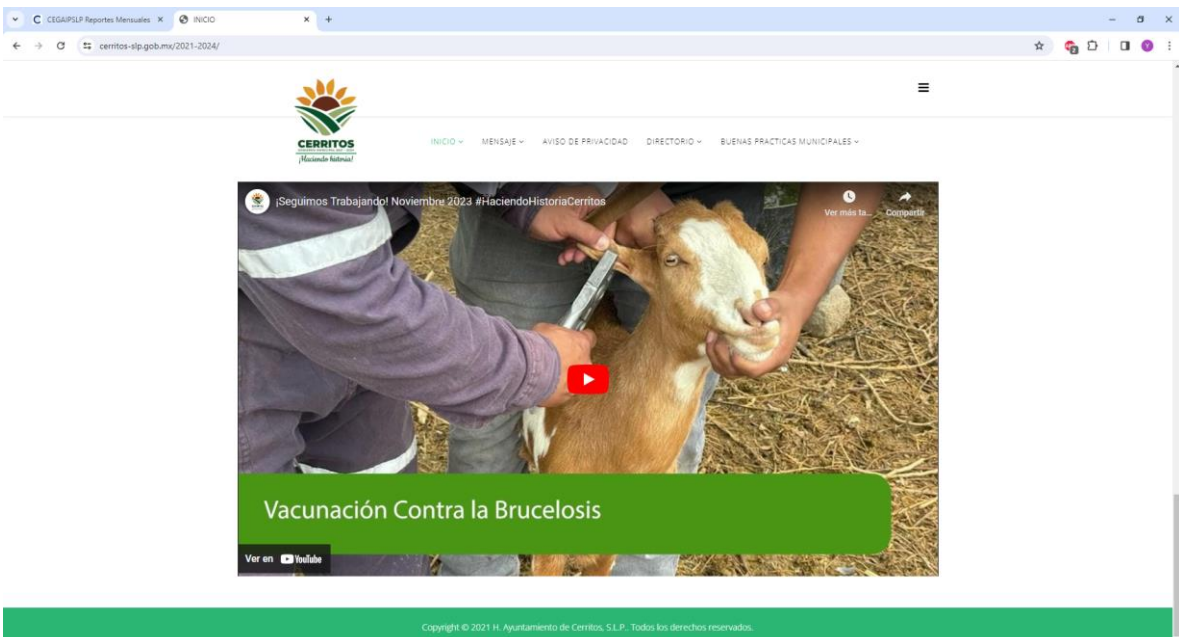 CEGAIPSLP Reportes Mensuales
INICIO
cerritos-slp.gob.mx/2021-2024/
CERRITOS
¡Haciendo historia!
INICIO
MENSAJE
AVISO DE PRIVACIDAD
DIRECTORIO
BUENAS PRACTICAS MUNICIPALES
¡Seguimos Trabajando! Noviembre 2023 #HaciendoHistoriaCerritos
Ver más ta...
Compartir
Vacunación Contra la Brucelosis
Ver en YouTube
Copyright © 2021 H. Ayuntamiento de Cerritos, S.L.P.. Todos los derechos reservados.